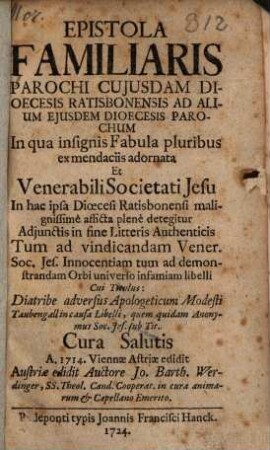 812
EPISTOLA
FAMILIARIS
PAROCHI CUJUSDAM DI-
OECESIS RATISBONENSIS AD ALI-
UM EJUSDEM DIOECESIS PARO-
CHUM
In qua insignis Fabula pluribus
ex mendaciis adornata
Et
Venerabili Societati Jesu
In hac ipsa Diœcesi Ratisbonensi mali-
gnissimè afficta plenè detegitur
Adjunctis in fine Litteris Authenticis
Tum ad vindicandam Vener.
Soc. Jes. Innocentiam tum ad demon-
strandam Orbi universo infamiam libelli
Cui Titulus:
Diatribe adversus Apologeticum Modesti
Taubengall in causa Libelli, quem quidam Anony-
mus Soc. Jes. sub Tit.
Cura Salutis
A. 1714. Viennæ Astriæ edidit
Austriæ edidit Auctore Jo. Barth. Wer-
dinger, SS. Theol. Cand. Cooperat. in cura anima-
rum & Capellano Emerito.
Pedeponti typis Joannis Francisci Hanck.
1724.